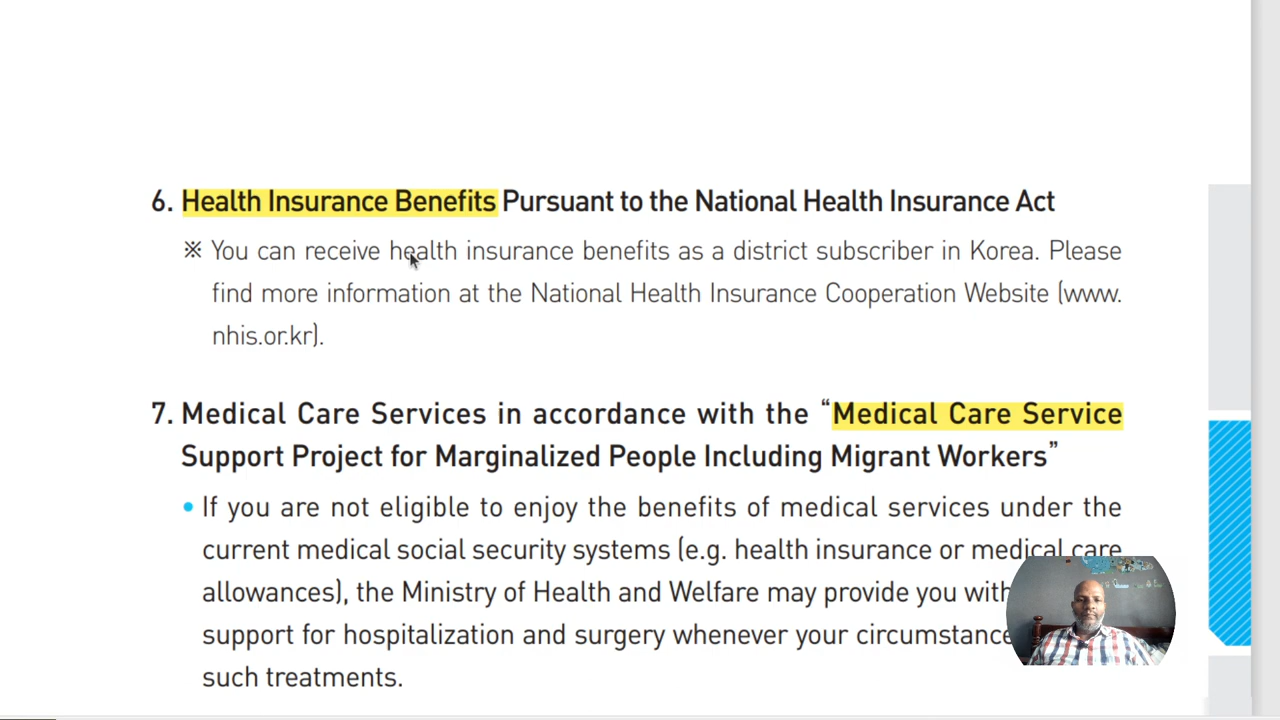 6. Health Insurance Benefits Pursuant to the National Health Insurance Act
※ You can receive health insurance benefits as a district subscriber in Korea. Please
find more information at the National Health Insurance Cooperation Website (www.
nhis.or.kr).
7. Medical Care Services in accordance with the “Medical Care Service
Support Project for Marginalized People Including Migrant Workers”
• If you are not eligible to enjoy the benefits of medical services under the
current medical social security systems (e.g. health insurance or medical care
allowances), the Ministry of Health and Welfare may provide you with
support for hospitalization and surgery whenever your circumstance
such treatments.